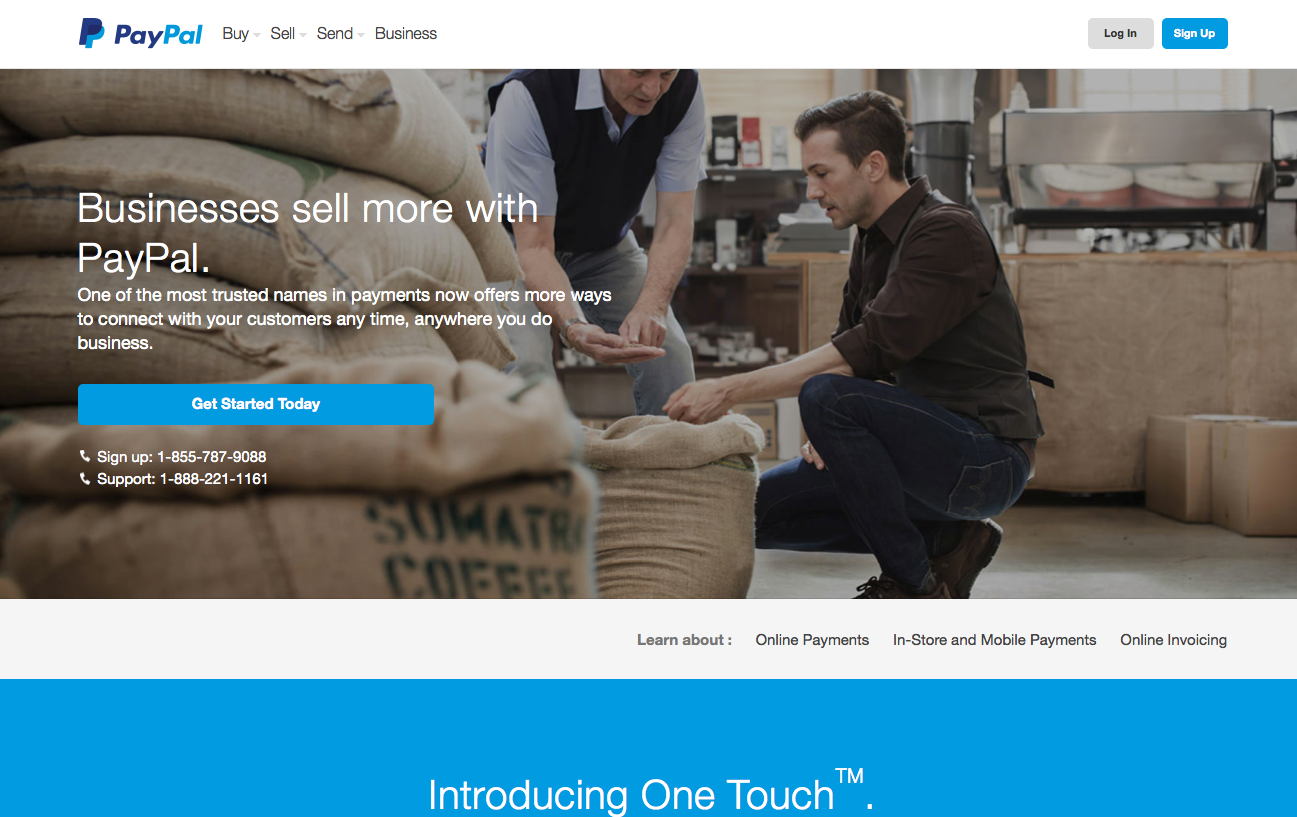 PayPal Buy Sell Send Business Log In Sign Up
Businesses sell more with
PayPal.
One of the most trusted names in payments now offers more ways
to connect with your customers any time, anywhere you do
business.
Get Started Today
Sign up: 1-855-787-9088
Support: 1-888-221-1161
SUMATRA
COFFEE
Learn about : Online Payments In-Store and Mobile Payments Online Invoicing
Introducing One Touch™.